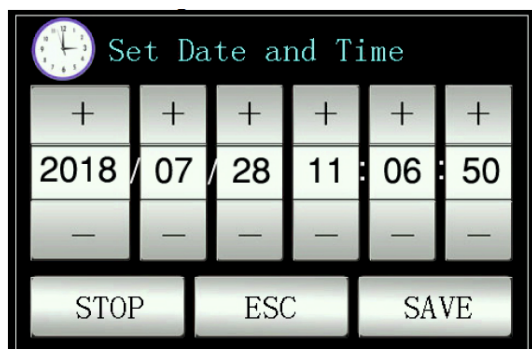 Set Date and Time
+ + + + + +
2018 / 07 / 28 11 : 06 : 50
— — — — — —
STOP ESC SAVE